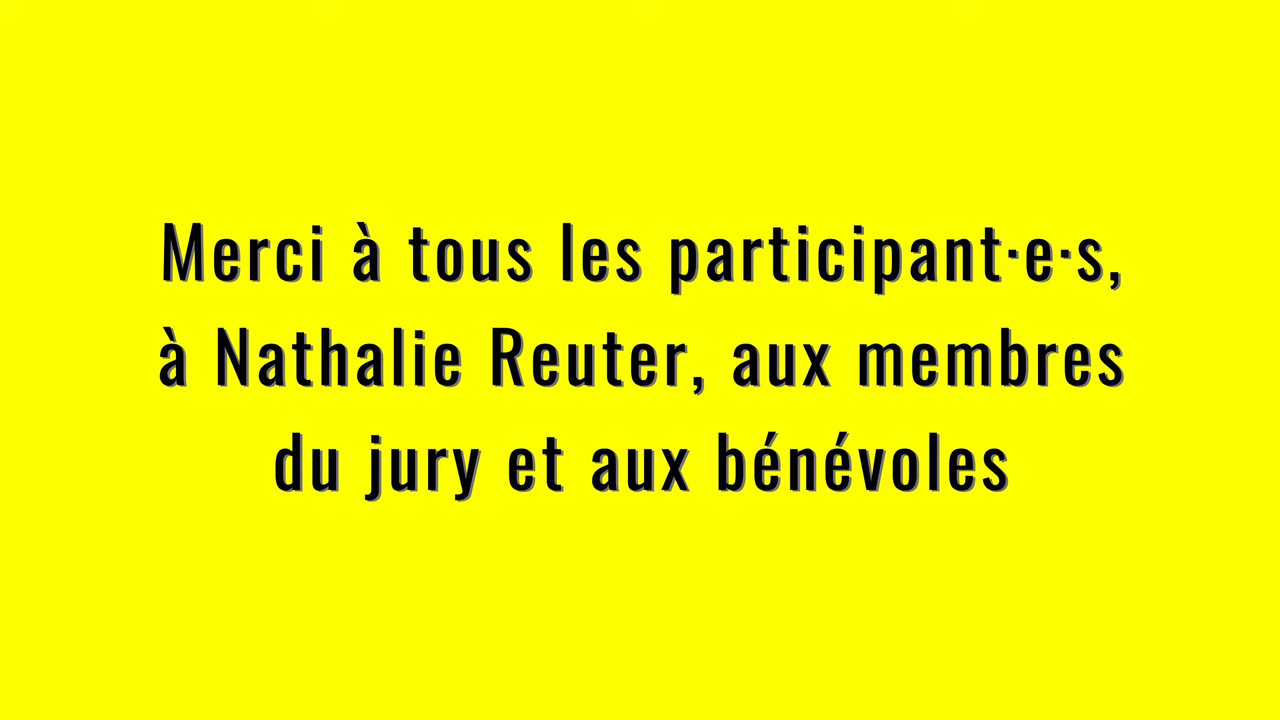 Merci à tous les participant·e·s,
à Nathalie Reuter, aux membres
du jury et aux bénévoles